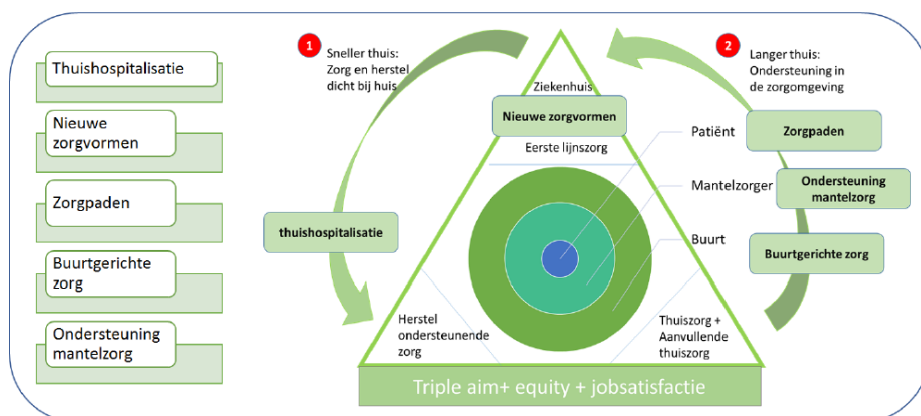 Thuishospitalisatie
Nieuwe
zorgvormen
Zorgpaden
Buurtgerichte
zorg
Ondersteuning
mantelzorg
1
Sneller thuis:
Zorg en herstel
dicht bij huis
thuishospitalisatie
Ziekenhuis
Nieuwe zorgvormen
Eerste lijnszorg
Patiënt
Mantelzorger
Buurt
Herstel
ondersteunende
zorg
Thuiszorg +
Aanvullende
thuiszorg
2
Langer thuis:
Ondersteuning in
de zorgomgeving
Zorgpaden
Ondersteuning
mantelzorg
Buurtgerichte zorg
Triple aim+ equity + jobsatisfactie